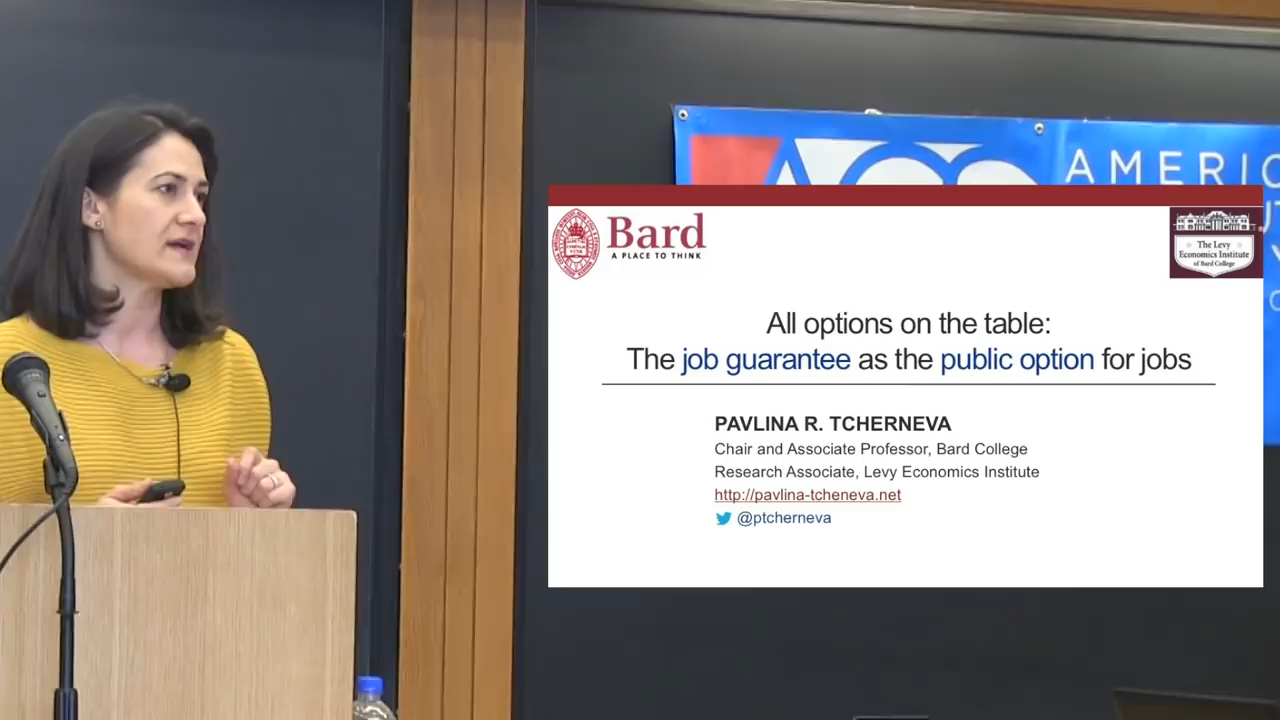 AMERIC
Bard
A PLACE TO THINK
The Levy
Economics Institute
of Bard College
All options on the table:
The job guarantee as the public option for jobs
PAVLINA R. TCHERNEVA
Chair and Associate Professor, Bard College
Research Associate, Levy Economics Institute
http://pavlina-tcheneva.net
@ptcherneva